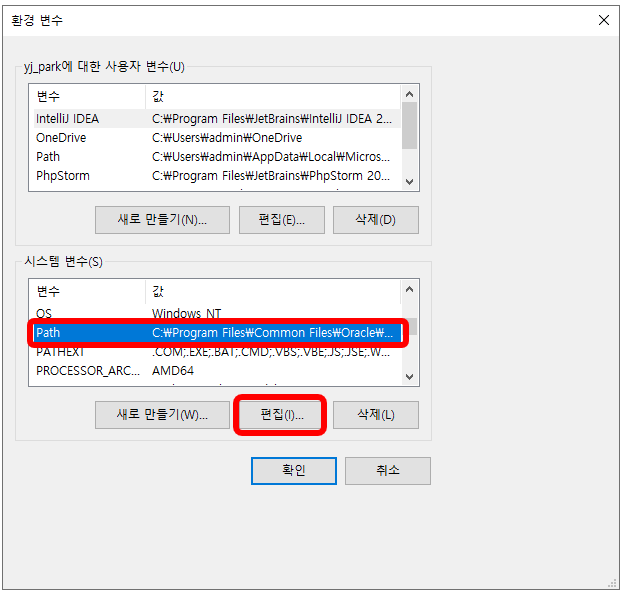 환경 변수
yj_park에 대한 사용자 변수(U)
변수 값
IntelliJ IDEA C:₩Program Files₩JetBrains₩IntelliJ IDEA 2...
OneDrive C:₩Users₩admin₩OneDrive
Path C:₩Users₩admin₩AppData₩Local₩Micros...
PhpStorm C:₩Program Files₩JetBrains₩PhpStorm 20...
새로 만들기(N)... 편집(E)... 삭제(D)
시스템 변수(S)
변수 값
OS Windows_NT
Path C:₩Program Files₩Common Files₩Oracle₩...
PATHEXT .COM;.EXE;.BAT;.CMD;.VBS;.VBE;.JS;.JSE;.W...
PROCESSOR_ARC... AMD64
새로 만들기(W)... 편집(I)... 삭제(L)
확인 취소